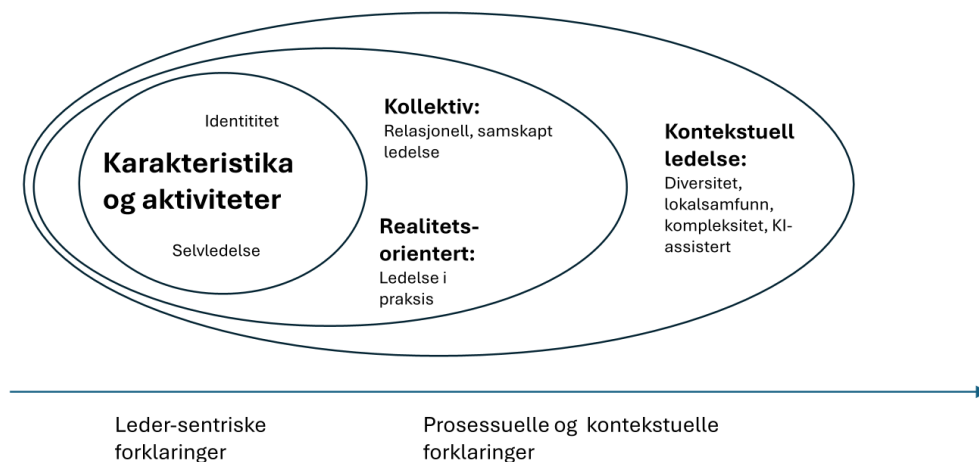 Identititet
Karakteristika
og aktiviteter
Selvledelse
Kollektiv:
Relasjonell, samskapt
ledelse
Realitets-
orientert:
Ledelse i
praksis
Kontekstuell
ledelse:
Diversitet,
lokalsamfunn,
kompleksitet, KI-
assistert
Leder-sentriske
forklaringer
Prosessuelle og kontekstuelle
forklaringer